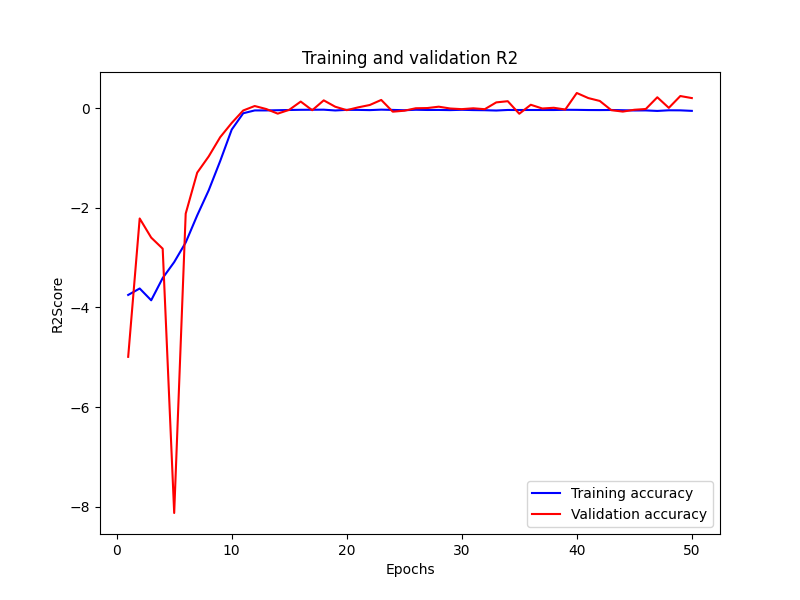 Training and validation R2
R2Score
0
−2
−4
−6
−8
0 10 20 30 40 50
Epochs
Training accuracy
Validation accuracy